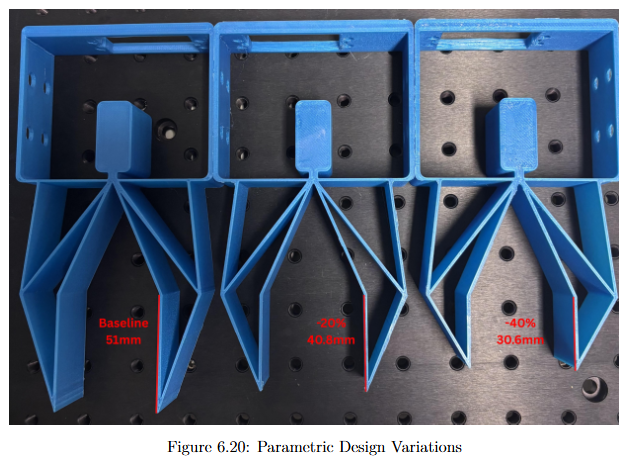 Baseline
51mm
-20%
40.8mm
-40%
30.6mm
Figure 6.20: Parametric Design Variations